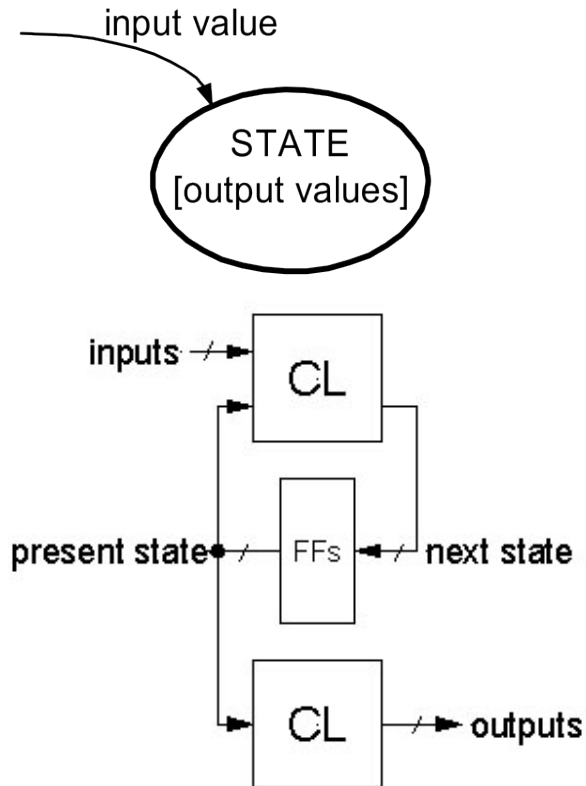 input value
STATE
[output values]
inputs
CL
present state
FFs
next state
CL
outputs